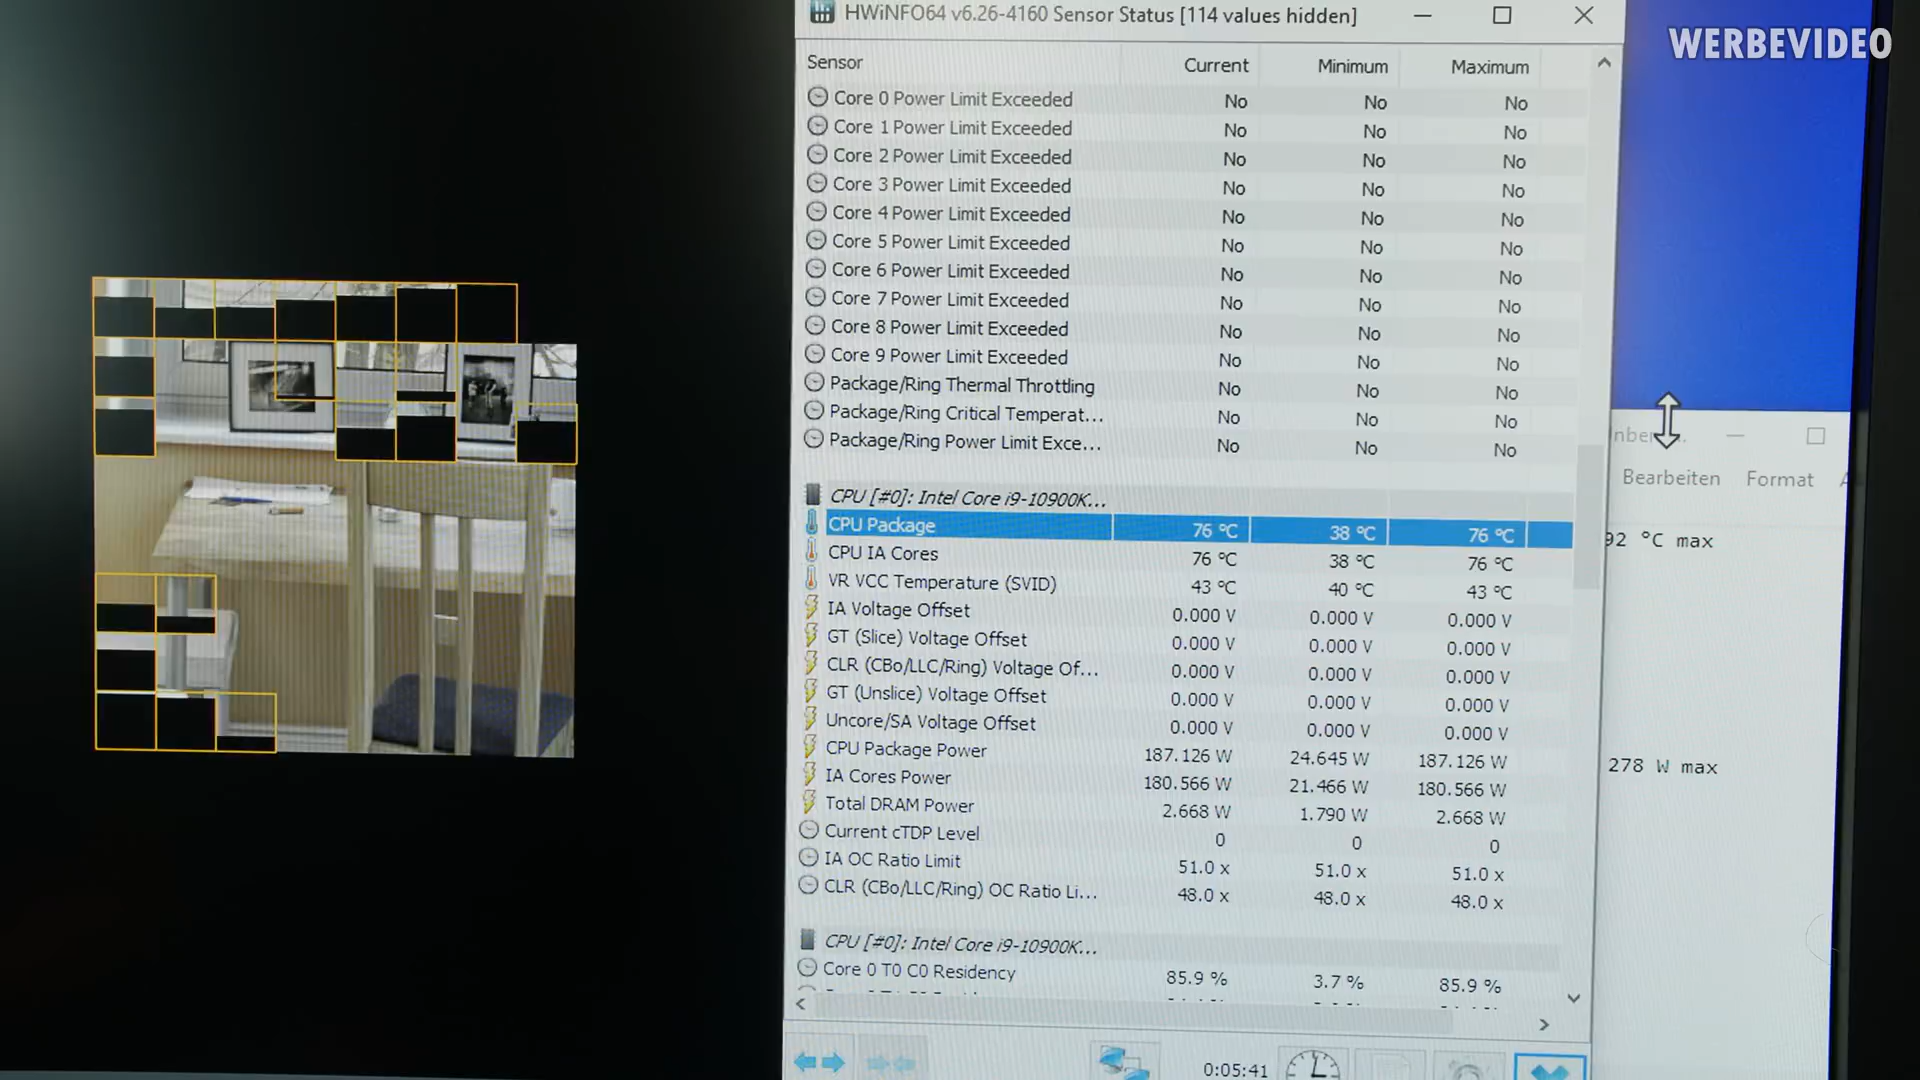 HWiNFO64 v6.26-4160 Sensor Status [114 values hidden]
WERBEVIDEO
Sensor Current Minimum Maximum
Core 0 Power Limit Exceeded No No No
Core 1 Power Limit Exceeded No No No
Core 2 Power Limit Exceeded No No No
Core 3 Power Limit Exceeded No No No
Core 4 Power Limit Exceeded No No No
Core 5 Power Limit Exceeded No No No
Core 6 Power Limit Exceeded No No No
Core 7 Power Limit Exceeded No No No
Core 8 Power Limit Exceeded No No No
Core 9 Power Limit Exceeded No No No
Package/Ring Thermal Throttling No No No
Package/Ring Critical Temperat... No No No
Package/Ring Power Limit Exce... No No No
CPU [#0]: Intel Core i9-10900K...
CPU Package 76 °C 38 °C 76 °C
CPU IA Cores 76 °C 38 °C 76 °C
VR VCC Temperature (SVID) 43 °C 40 °C 43 °C
IA Voltage Offset 0.000 V 0.000 V 0.000 V
GT (Slice) Voltage Offset 0.000 V 0.000 V 0.000 V
CLR (CBo/LLC/Ring) Voltage Of... 0.000 V 0.000 V 0.000 V
GT (Unslice) Voltage Offset 0.000 V 0.000 V 0.000 V
Uncore/SA Voltage Offset 0.000 V 0.000 V 0.000 V
CPU Package Power 187.126 W 24.645 W 187.126 W
IA Cores Power 180.566 W 21.466 W 180.566 W
Total DRAM Power 2.668 W 1.790 W 2.668 W
Current cTDP Level 0 0 0
IA OC Ratio Limit 51.0 x 51.0 x 51.0 x
CLR (CBo/LLC/Ring) OC Ratio Li... 48.0 x 48.0 x 48.0 x
CPU [#0]: Intel Core i9-10900K...
Core 0 T0 C0 Residency 85.9 % 3.7 % 85.9 %
0:05:41
Bearbeiten Format
92 °C max
278 W max